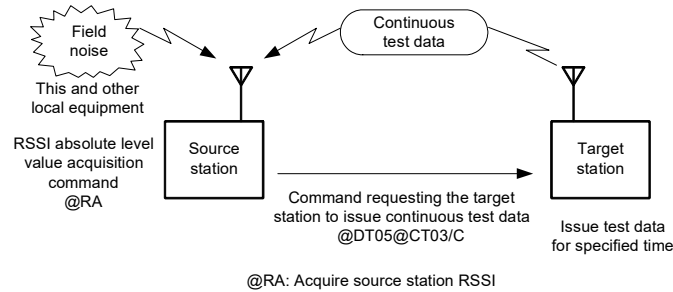 Field
noise
Continuous
test data
This and other
local equipment
RSSI absolute level
value acquisition
command
@RA
Source
station
Target
station
Command requesting the target
station to issue continuous test data
@DT05@CT03/C
Issue test data
for specified time
@RA: Acquire source station RSSI